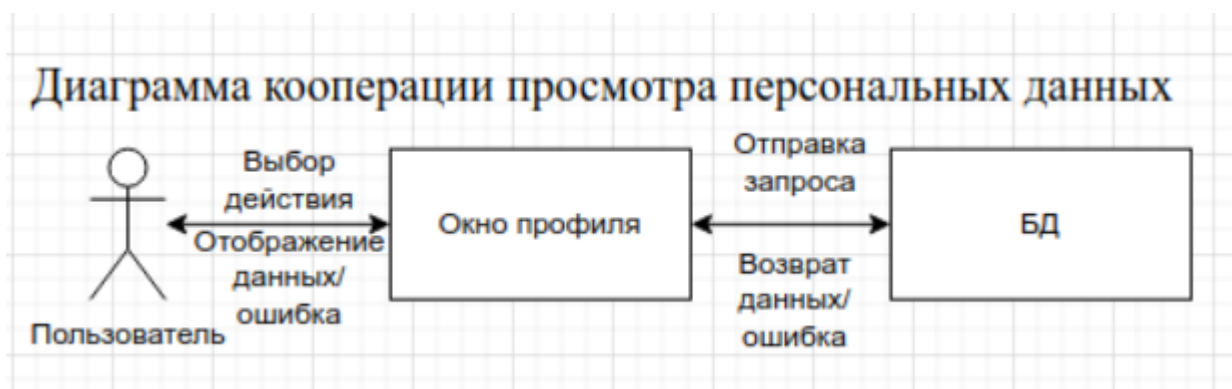 Диаграмма кооперации просмотра персональных данных
Выбор
действия
Отображение
данных/
ошибка
Пользователь
Окно профиля
Отправка
запроса
Возврат
данных/
ошибка
БД